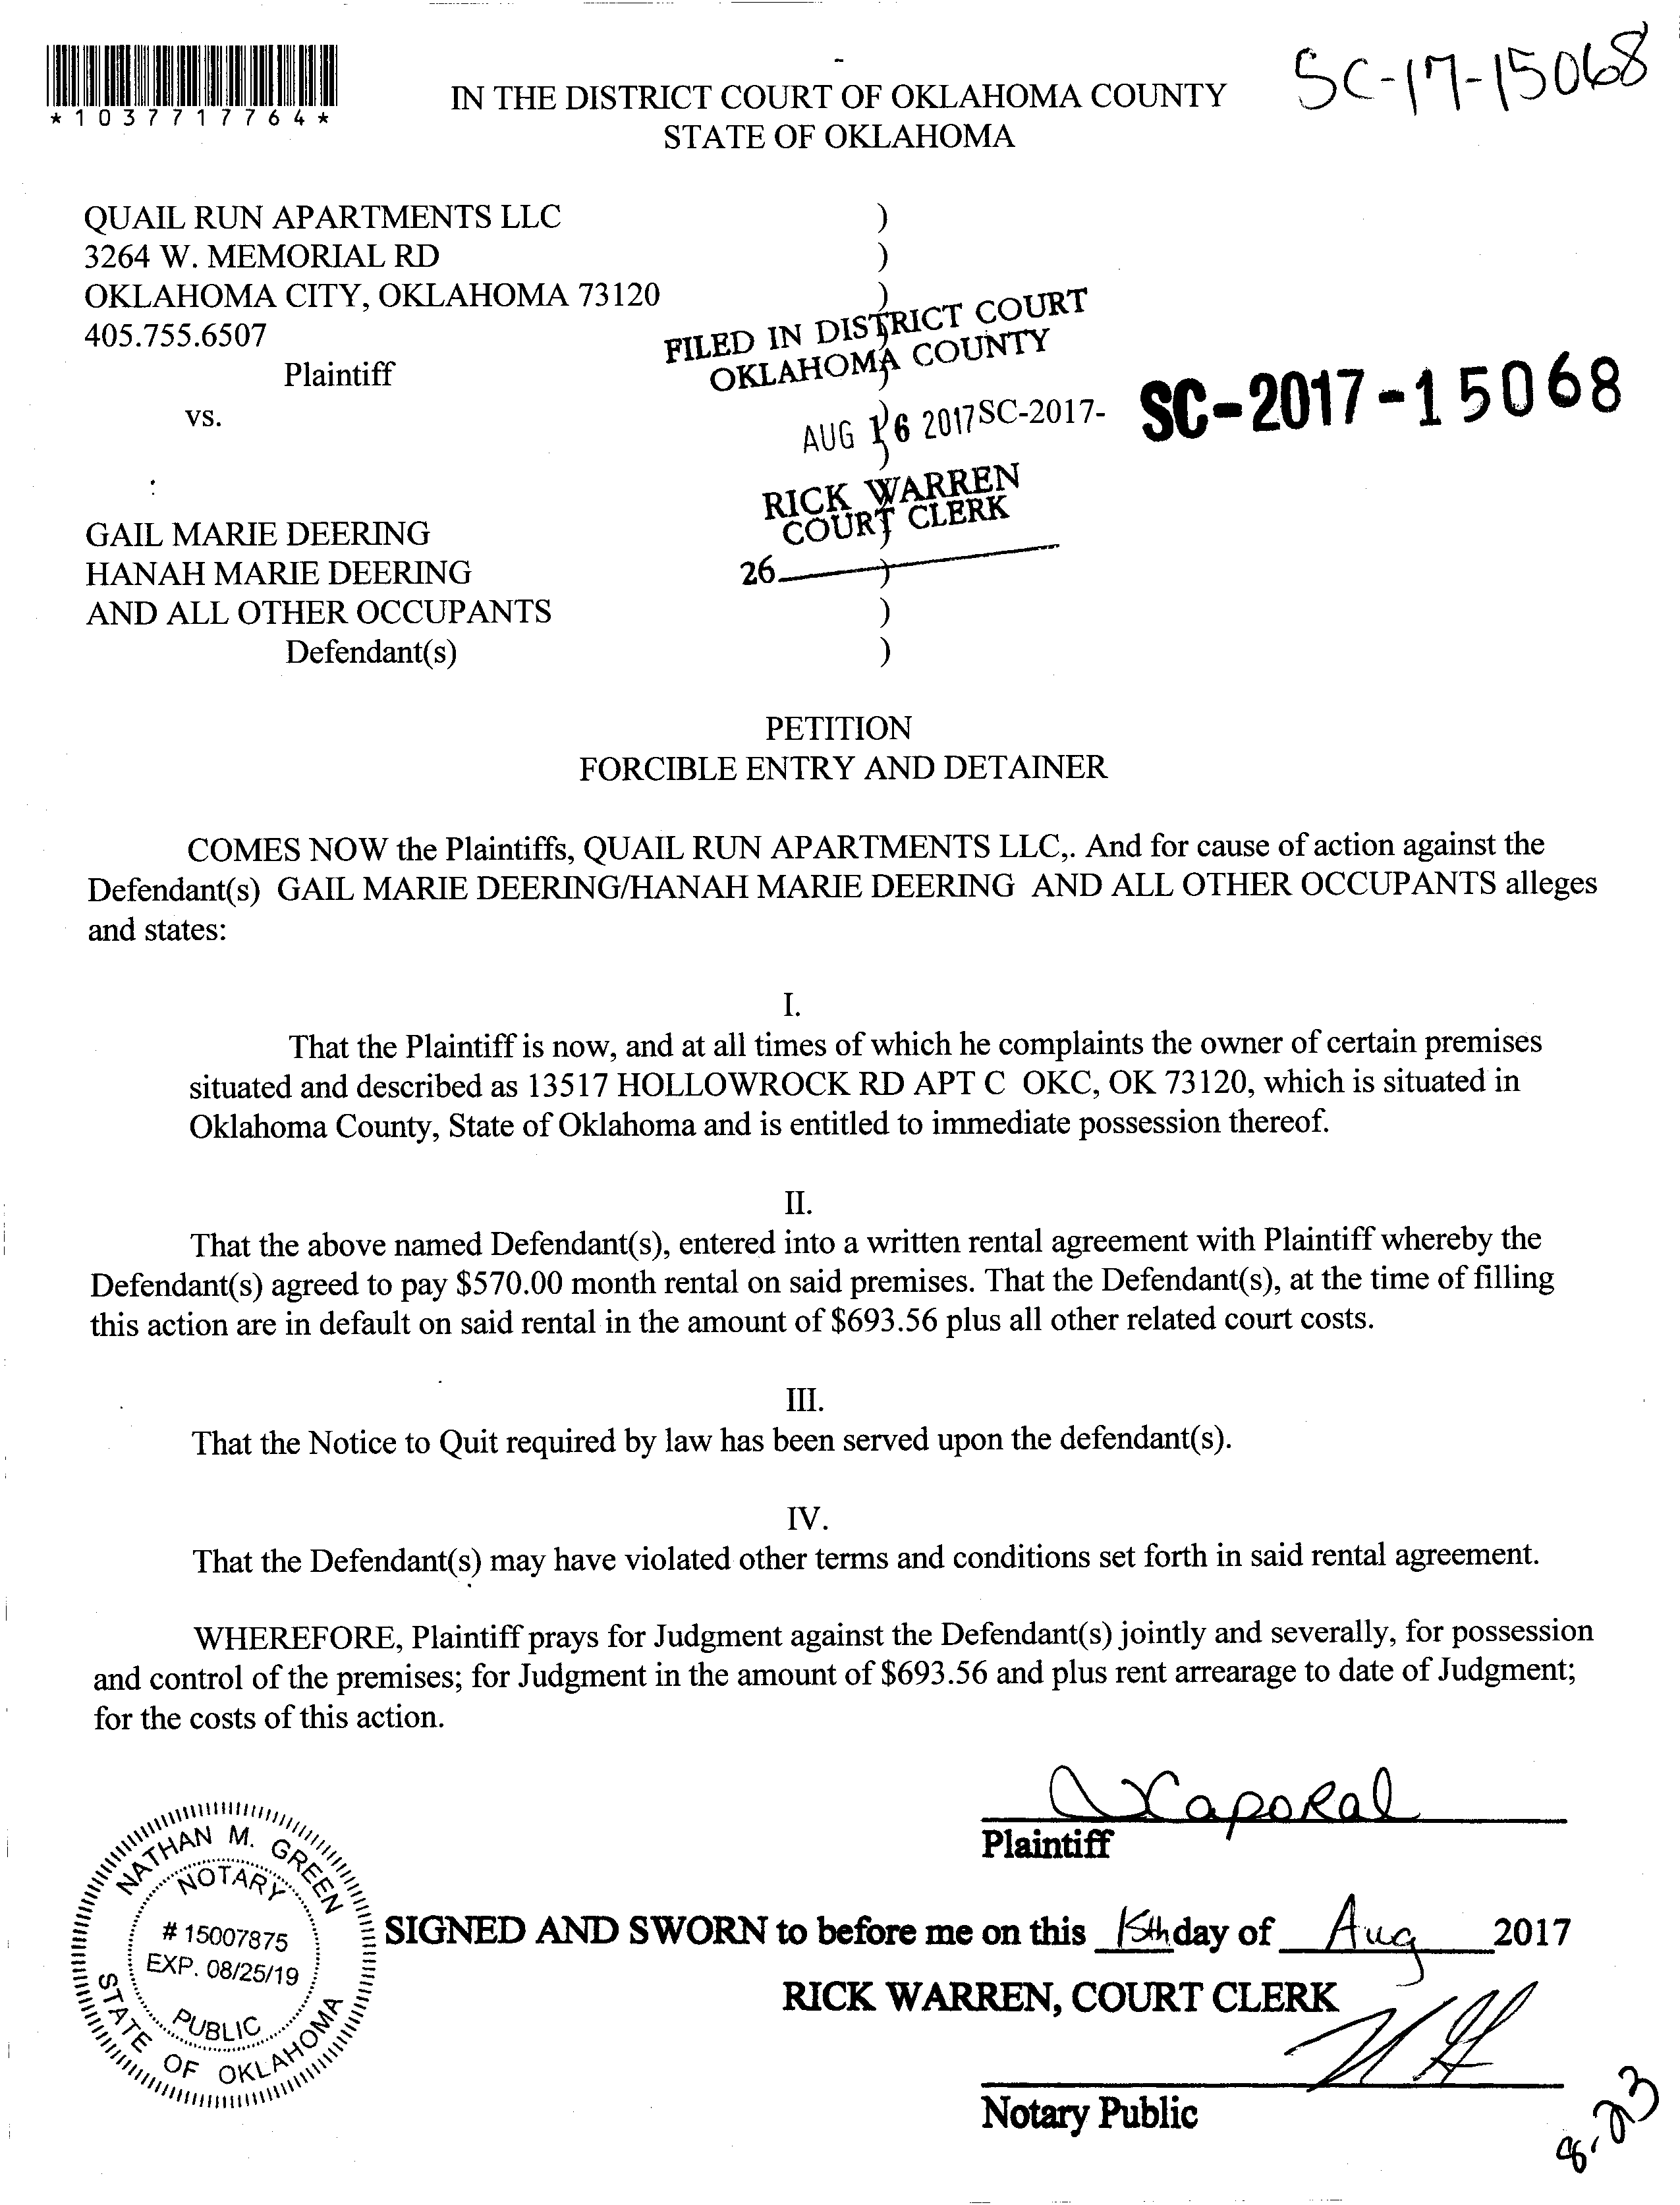 *1037717764*
SC-17-15068
IN THE DISTRICT COURT OF OKLAHOMA COUNTY
STATE OF OKLAHOMA
QUAIL RUN APARTMENTS LLC )
3264 W. MEMORIAL RD )
OKLAHOMA CITY, OKLAHOMA 73120 )
405.755.6507 )
Plaintiff )
vs. ) SC-2017- SC-2017-15068
FILED IN DISTRICT COURT
OKLAHOMA COUNTY
AUG 16 2017
RICK WARREN
COURT CLERK
26
:
GAIL MARIE DEERING )
HANAH MARIE DEERING )
AND ALL OTHER OCCUPANTS )
Defendant(s) )
PETITION
FORCIBLE ENTRY AND DETAINER
COMES NOW the Plaintiffs, QUAIL RUN APARTMENTS LLC,. And for cause of action against the
Defendant(s) GAIL MARIE DEERING/HANAH MARIE DEERING AND ALL OTHER OCCUPANTS alleges
and states:
I.
That the Plaintiff is now, and at all times of which he complaints the owner of certain premises
situated and described as 13517 HOLLOWROCK RD APT C OKC, OK 73120, which is situated in
Oklahoma County, State of Oklahoma and is entitled to immediate possession thereof.
II.
That the above named Defendant(s), entered into a written rental agreement with Plaintiff whereby the
Defendant(s) agreed to pay $570.00 month rental on said premises. That the Defendant(s), at the time of filling
this action are in default on said rental in the amount of $693.56 plus all other related court costs.
III.
That the Notice to Quit required by law has been served upon the defendant(s).
IV.
That the Defendant(s) may have violated other terms and conditions set forth in said rental agreement.
WHEREFORE, Plaintiff prays for Judgment against the Defendant(s) jointly and severally, for possession
and control of the premises; for Judgment in the amount of $693.56 and plus rent arrearage to date of Judgment;
for the costs of this action.
Plaintiff
NATHAN M. GREEN
NOTARY
# 15007875
EXP. 08/25/19
PUBLIC
STATE OF OKLAHOMA
SIGNED AND SWORN to before me on this 15th day of Aug 2017
RICK WARREN, COURT CLERK
Notary Public
8-23